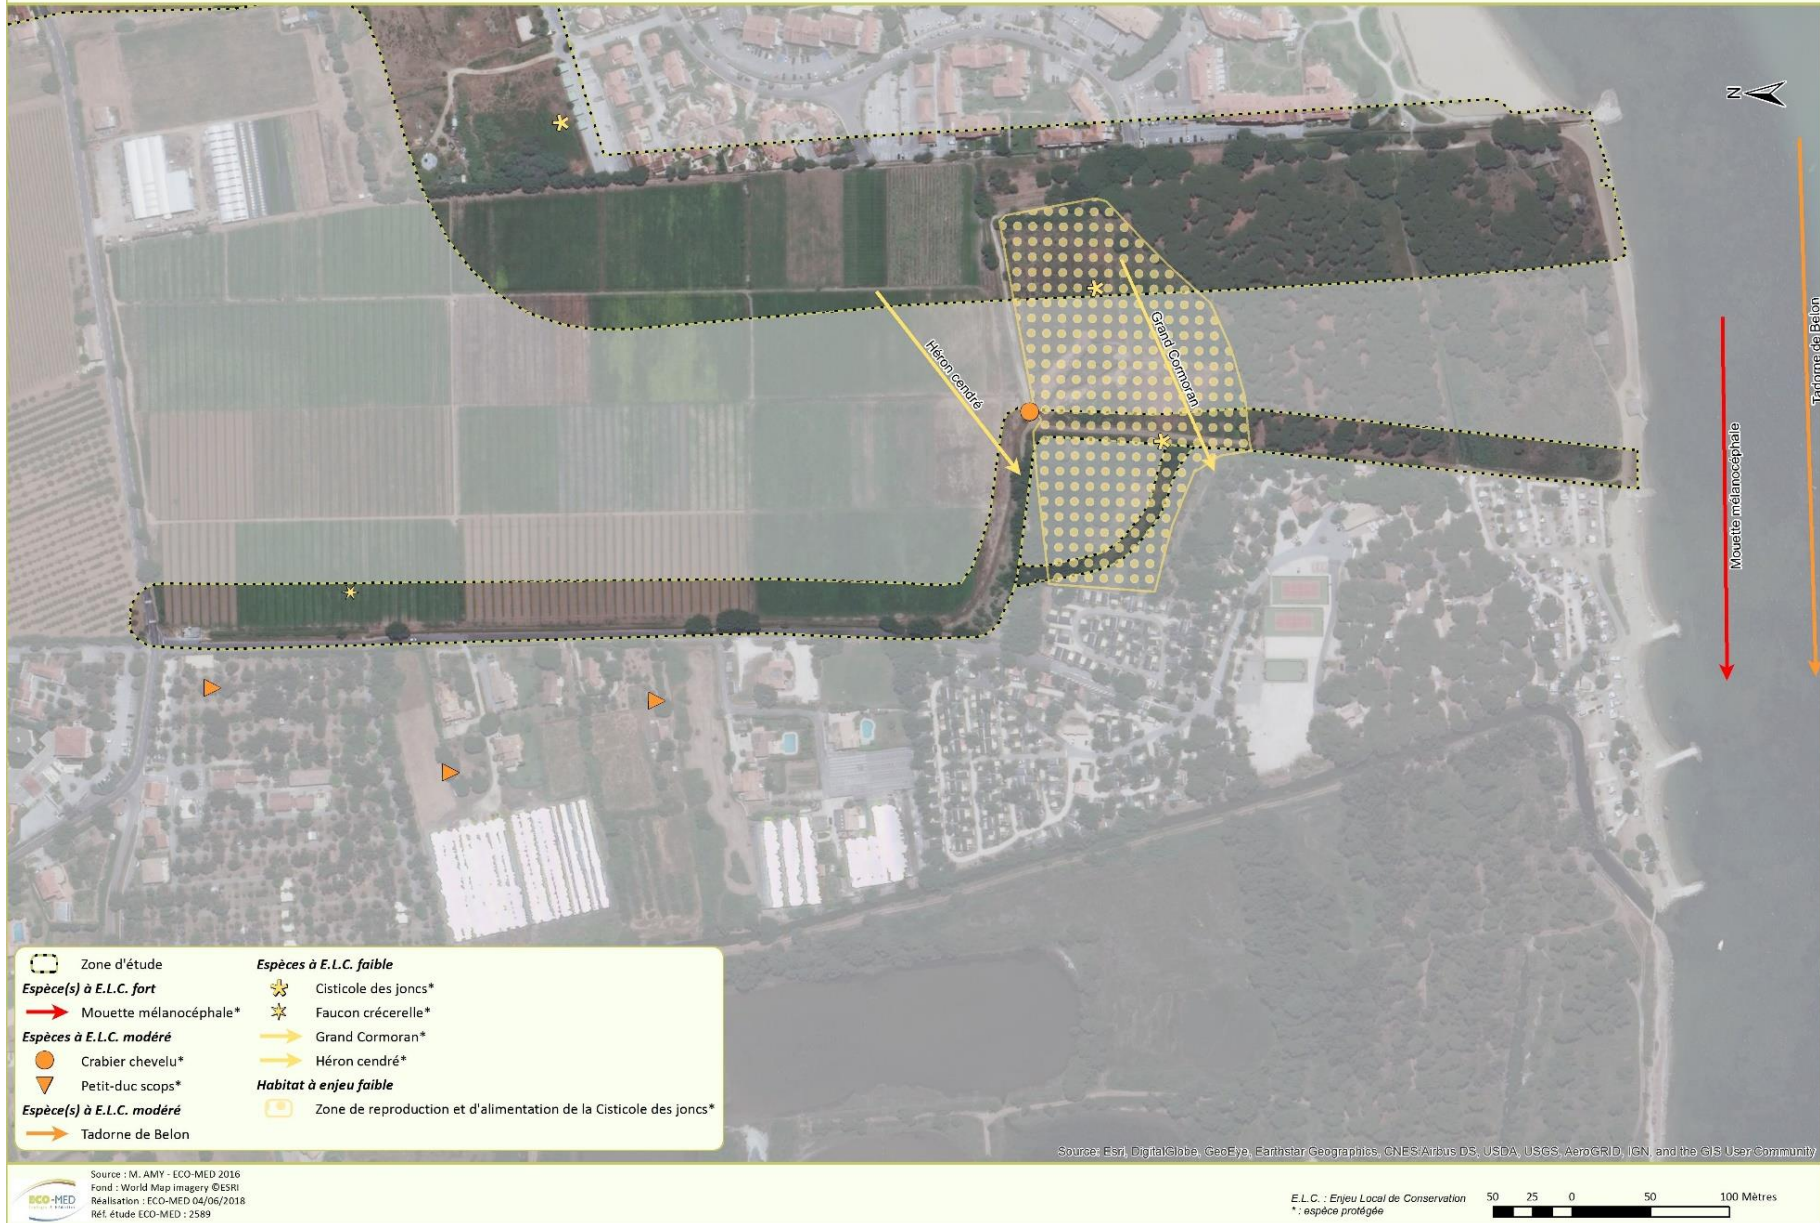 N
Tadorne de Belon
Mouette mélanocéphale
Héron cendré
Grand Cormoran
Zone d'étude
Espèce(s) à E.L.C. fort
Mouette mélanocéphale*
Espèces à E.L.C. modéré
Crabier chevelu*
Petit-duc scops*
Espèce(s) à E.L.C. modéré
Tadorne de Belon
Espèces à E.L.C. faible
Cisticole des joncs*
Faucon crécerelle*
Grand Cormoran*
Héron cendré*
Habitat à enjeu faible
Zone de reproduction et d'alimentation de la Cisticole des joncs*
Source: Esri, DigitalGlobe, GeoEye, Earthstar Geographics, CNES/Airbus DS, USDA, USGS, AeroGRID, IGN, and the GIS User Community
ECO-MED
Source : M. AMY - ECO-MED 2016
Fond : World Map imagery ©ESRI
Réalisation : ECO-MED 04/06/2018
Réf. étude ECO-MED : 2589
E.L.C. : Enjeu Local de Conservation
* : espèce protégée
50 25 0 50 100 Mètres